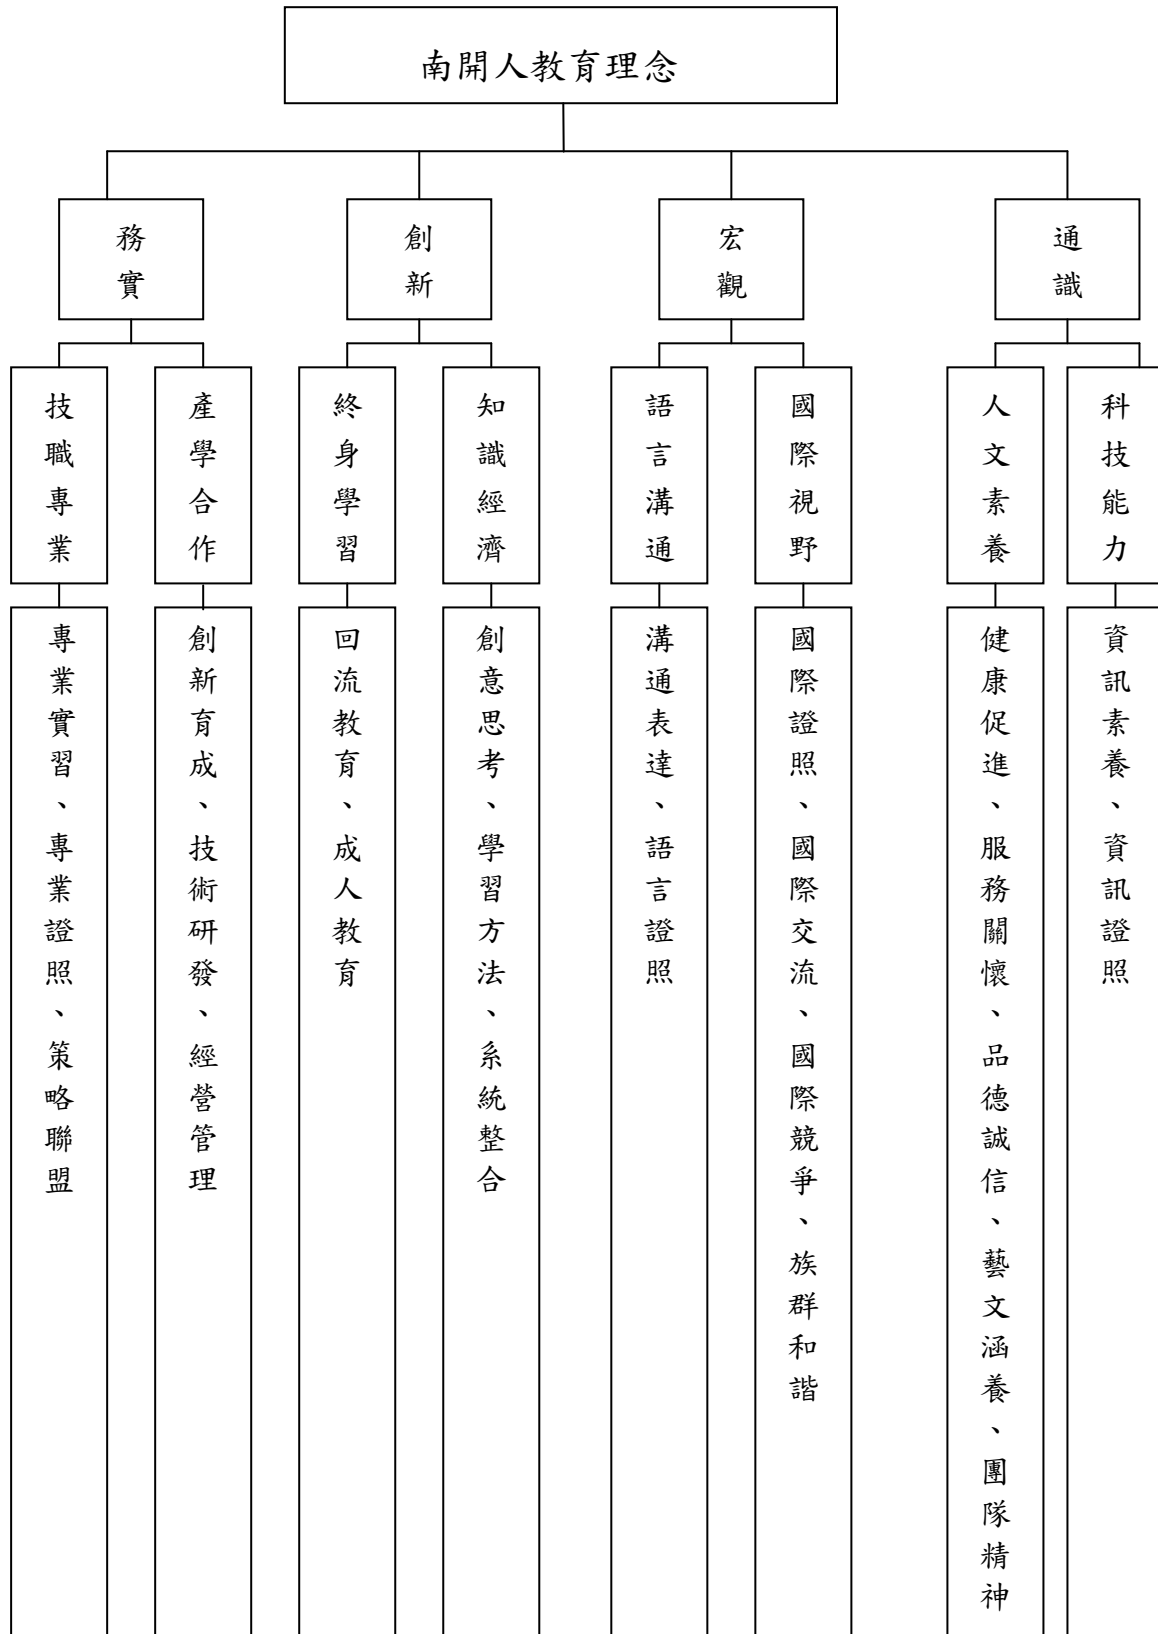 南開人教育理念
務實
創新
宏觀
通識
技職專業
產學合作
終身學習
知識經濟
語言溝通
國際視野
人文素養
科技能力
專業實習、專業證照、策略聯盟
創新育成、技術研發、經營管理
回流教育、成人教育
創意思考、學習方法、系統整合
溝通表達、語言證照
國際證照、國際交流、國際競爭、族群和諧
健康促進、服務關懷、品德誠信、藝文涵養、團隊精神
資訊素養、資訊證照